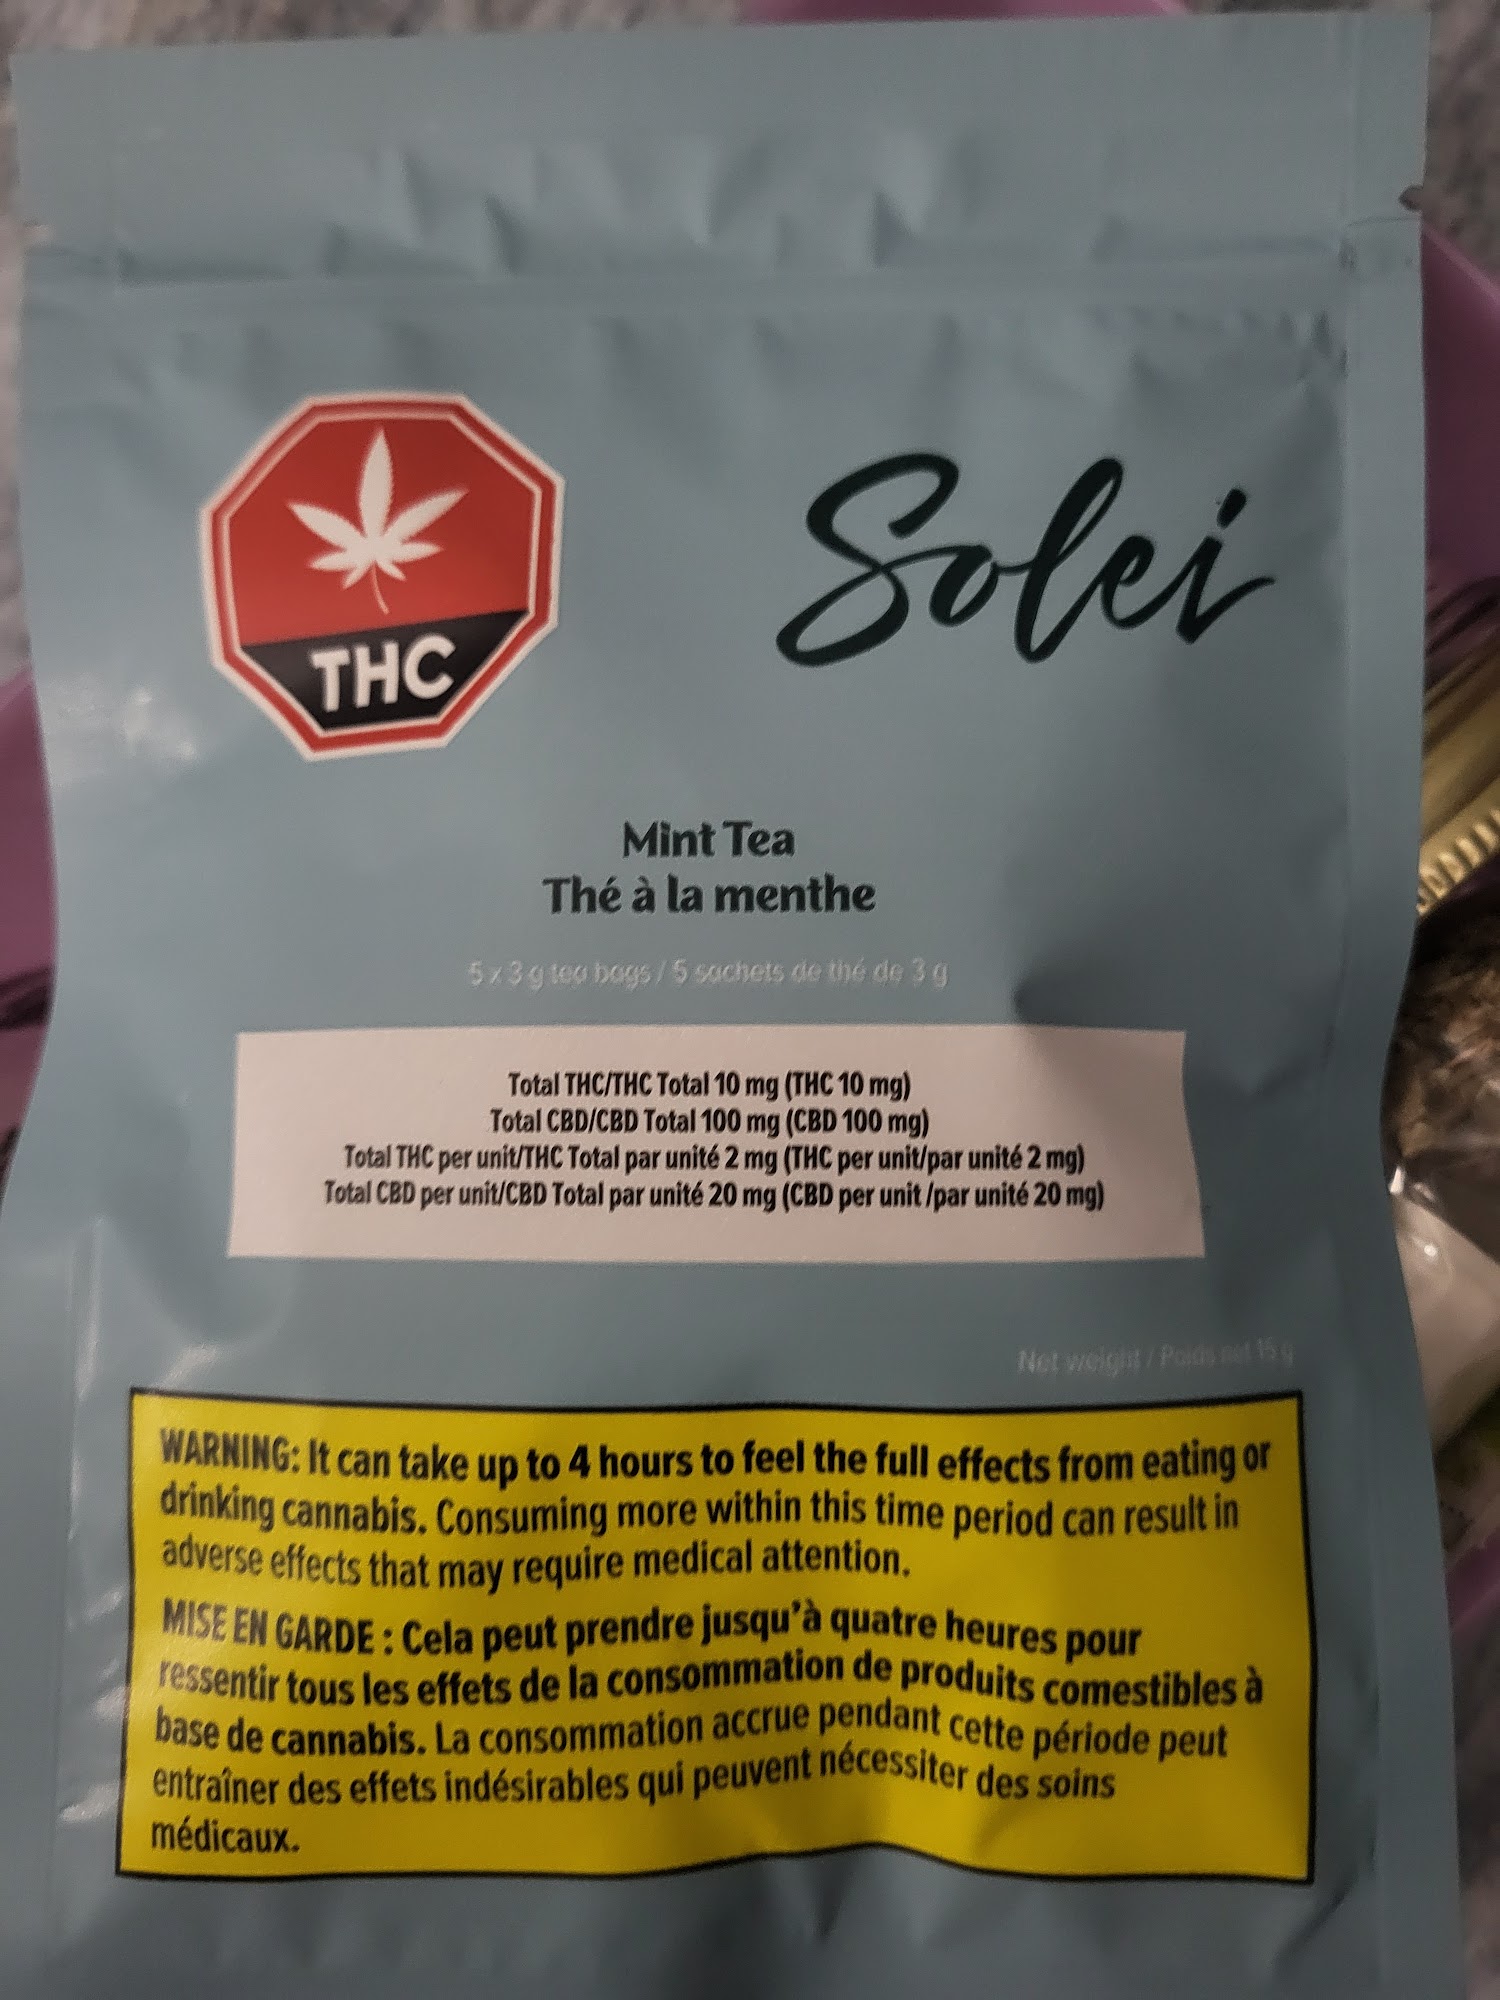 THC
Solei
Mint Tea
Thé à la menthe
5 x 3 g tea bags / 5 sachets de thé de 3 g
Total THC/THC Total 10 mg (THC 10 mg)
Total CBD/CBD Total 100 mg (CBD 100 mg)
Total THC per unit/THC Total par unité 2 mg (THC per unit/par unité 2 mg)
Total CBD per unit/CBD Total par unité 20 mg (CBD per unit /par unité 20 mg)
Net weight / Poids net 15 g
WARNING: It can take up to 4 hours to feel the full effects from eating or
drinking cannabis. Consuming more within this time period can result in
adverse effects that may require medical attention.
MISE EN GARDE : Cela peut prendre jusqu'à quatre heures pour
ressentir tous les effets de la consommation de produits comestibles à
base de cannabis. La consommation accrue pendant cette période peut
entraîner des effets indésirables qui peuvent nécessiter des soins
médicaux.